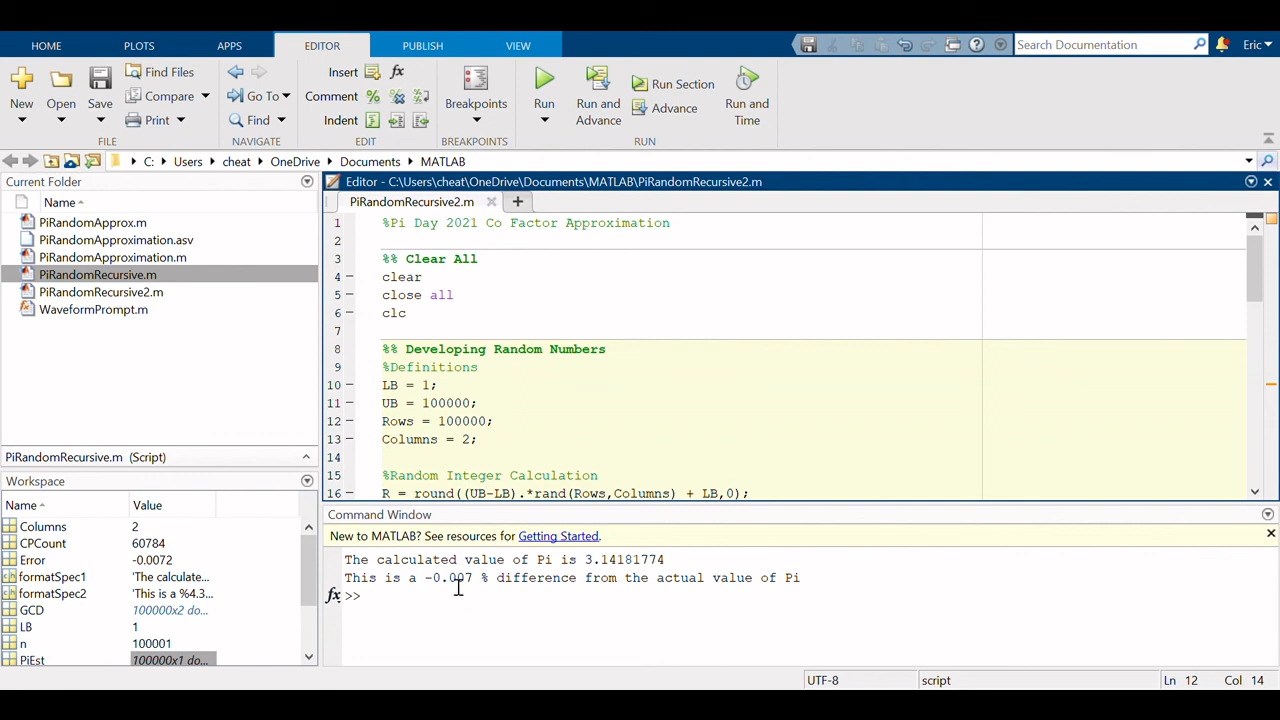 HOME PLOTS APPS EDITOR PUBLISH VIEW Search Documentation Eric
New Open Save Find Files Compare Print
FILE
Go To Find
NAVIGATE
Insert fx
Comment % %
Indent
EDIT
Breakpoints
BREAKPOINTS
Run Run and Advance Run Section Advance Run and Time
RUN
C: Users cheat OneDrive Documents MATLAB
Current Folder
Name
PiRandomApprox.m
PiRandomApproximation.asv
PiRandomApproximation.m
PiRandomRecursive.m
PiRandomRecursive2.m
WaveformPrompt.m
PiRandomRecursive.m (Script)
Workspace
Name Value
Columns 2
CPCount 60784
Error -0.0072
formatSpec1 'The calculate...
formatSpec2 'This is a %4.3...
GCD 100000x2 do...
LB 1
n 100001
PiEst 100000x1 do...
Editor - C:\Users\cheat\OneDrive\Documents\MATLAB\PiRandomRecursive2.m
PiRandomRecursive2.m +
1 %Pi Day 2021 Co Factor Approximation
2
3 %% Clear All
4 - clear
5 - close all
6 - clc
7
8 %% Developing Random Numbers
9 %Definitions
10 - LB = 1;
11 - UB = 100000;
12 - Rows = 100000;
13 - Columns = 2;
14
15 %Random Integer Calculation
16 - R = round((UB-LB).*rand(Rows,Columns) + LB,0);
Command Window
New to MATLAB? See resources for Getting Started.
The calculated value of Pi is 3.14181774
This is a -0.007 % difference from the actual value of Pi
fx >>
UTF-8 script Ln 12 Col 14